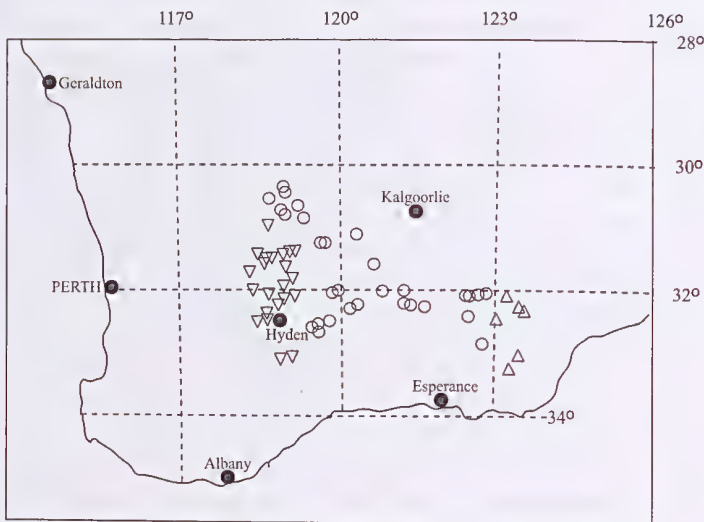 117° 120° 123° 126°
28°
Geraldton
30°
Kalgoorlie
PERTH
32°
Hyden
Esperance
34°
Albany